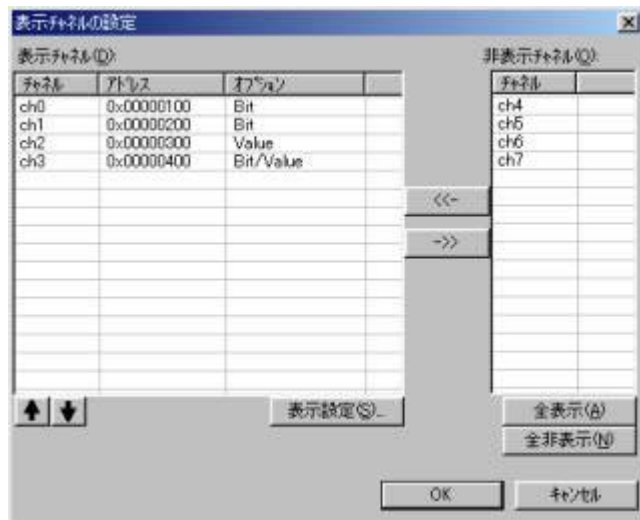 表示ﾁｬﾈﾙの設定
表示ﾁｬﾈﾙ(D):
ﾁｬﾈﾙ ｱﾄﾞﾚｽ ｵﾌﾟｼｮﾝ
ch0 0x00000100 Bit
ch1 0x00000200 Bit
ch2 0x00000300 Value
ch3 0x00000400 Bit/Value
<<-
->>
非表示ﾁｬﾈﾙ(Q):
ﾁｬﾈﾙ
ch4
ch5
ch6
ch7
表示設定(S)...
全表示(A)
全非表示(N)
OK
ｷｬﾝｾﾙ